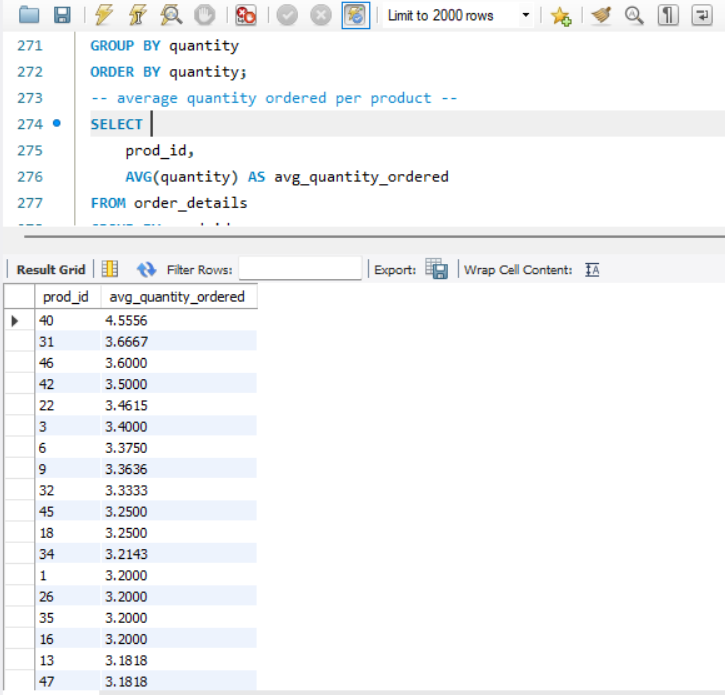 Limit to 2000 rows
271 GROUP BY quantity
272 ORDER BY quantity;
273 -- average quantity ordered per product --
274 SELECT
275 prod_id,
276 AVG(quantity) AS avg_quantity_ordered
277 FROM order_details
Result Grid Filter Rows: Export: Wrap Cell Content:
prod_id avg_quantity_ordered
40 4.5556
31 3.6667
46 3.6000
42 3.5000
22 3.4615
3 3.4000
6 3.3750
9 3.3636
32 3.3333
45 3.2500
18 3.2500
34 3.2143
1 3.2000
26 3.2000
35 3.2000
16 3.2000
13 3.1818
47 3.1818